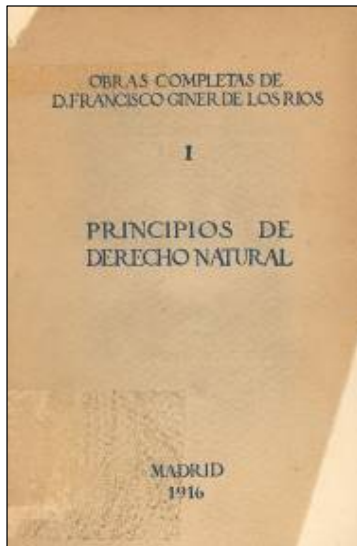 OBRAS COMPLETAS DE
D. FRANCISCO GINER DE LOS RIOS
I
PRINCIPIOS DE
DERECHO NATURAL
MADRID
1916